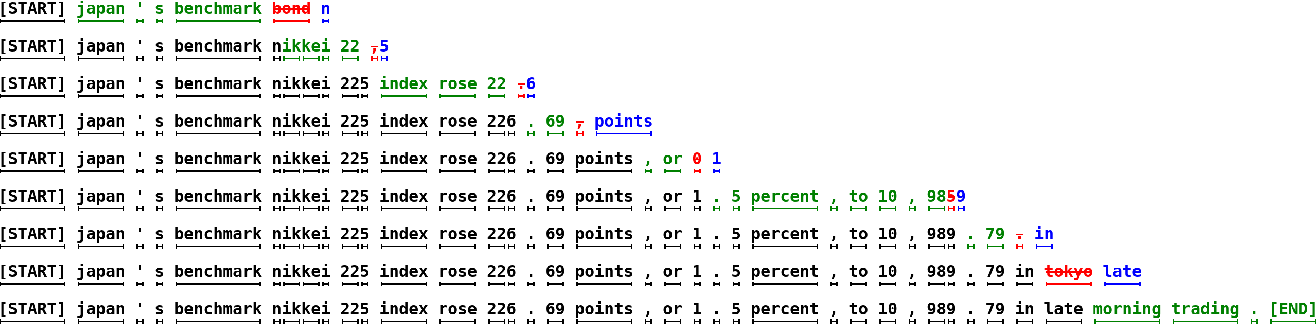 [START] japan ' s benchmark bond n
[START] japan ' s benchmark nikkei 22 , 5
[START] japan ' s benchmark nikkei 225 index rose 22 , 6
[START] japan ' s benchmark nikkei 225 index rose 226 . 69 , points
[START] japan ' s benchmark nikkei 225 index rose 226 . 69 points , or 0 1
[START] japan ' s benchmark nikkei 225 index rose 226 . 69 points , or 1 . 5 percent , to 10 , 9859
[START] japan ' s benchmark nikkei 225 index rose 226 . 69 points , or 1 . 5 percent , to 10 , 989 . 79 . in
[START] japan ' s benchmark nikkei 225 index rose 226 . 69 points , or 1 . 5 percent , to 10 , 989 . 79 in tokyo late
[START] japan ' s benchmark nikkei 225 index rose 226 . 69 points , or 1 . 5 percent , to 10 , 989 . 79 in late morning trading . [END]